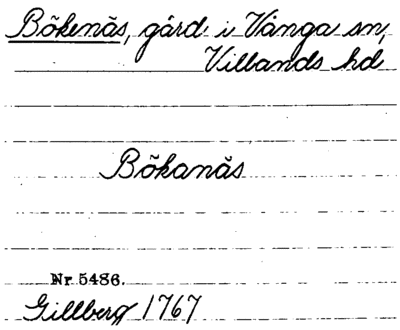 Bökenäs, gård i Vånga sn,
Villands hd
Bökanäs
Nr 5486.
Gillberg 1767